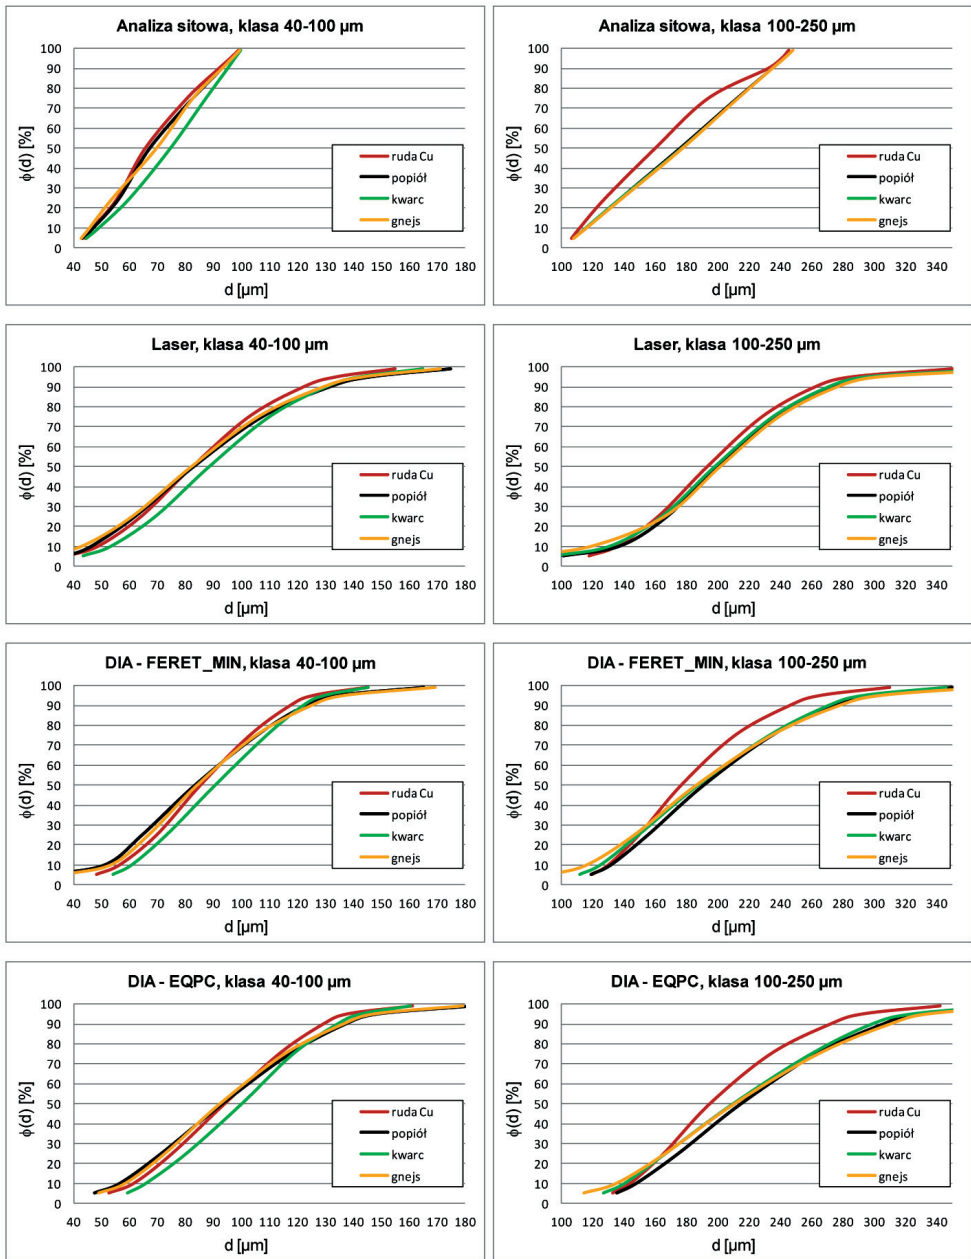 Analiza sitowa, klasa 40-100 µm
ϕ(d) [%]
100
90
80
70
60
50
40
30
20
10
0
ruda Cu
popiół
kwarc
gnejs
40 50 60 70 80 90 100 110 120 130 140 150 160 170 180
d [µm]
Analiza sitowa, klasa 100-250 µm
ϕ(d) [%]
100
90
80
70
60
50
40
30
20
10
0
ruda Cu
popiół
kwarc
gnejs
100 120 140 160 180 200 220 240 260 280 300 320 340
d [µm]
Laser, klasa 40-100 µm
ϕ(d) [%]
100
90
80
70
60
50
40
30
20
10
0
ruda Cu
popiół
kwarc
gnejs
40 50 60 70 80 90 100 110 120 130 140 150 160 170 180
d [µm]
Laser, klasa 100-250 µm
ϕ(d) [%]
100
90
80
70
60
50
40
30
20
10
0
ruda Cu
popiół
kwarc
gnejs
100 120 140 160 180 200 220 240 260 280 300 320 340
d [µm]
DIA - FERET_MIN, klasa 40-100 µm
ϕ(d) [%]
100
90
80
70
60
50
40
30
20
10
0
ruda Cu
popiół
kwarc
gnejs
40 50 60 70 80 90 100 110 120 130 140 150 160 170 180
d [µm]
DIA - FERET_MIN, klasa 100-250 µm
ϕ(d) [%]
100
90
80
70
60
50
40
30
20
10
0
ruda Cu
popiół
kwarc
gnejs
100 120 140 160 180 200 220 240 260 280 300 320 340
d [µm]
DIA - EQPC, klasa 40-100 µm
ϕ(d) [%]
100
90
80
70
60
50
40
30
20
10
0
ruda Cu
popiół
kwarc
gnejs
40 50 60 70 80 90 100 110 120 130 140 150 160 170 180
d [µm]
DIA - EQPC, klasa 100-250 µm
ϕ(d) [%]
100
90
80
70
60
50
40
30
20
10
0
ruda Cu
popiół
kwarc
gnejs
100 120 140 160 180 200 220 240 260 280 300 320 340
d [µm]